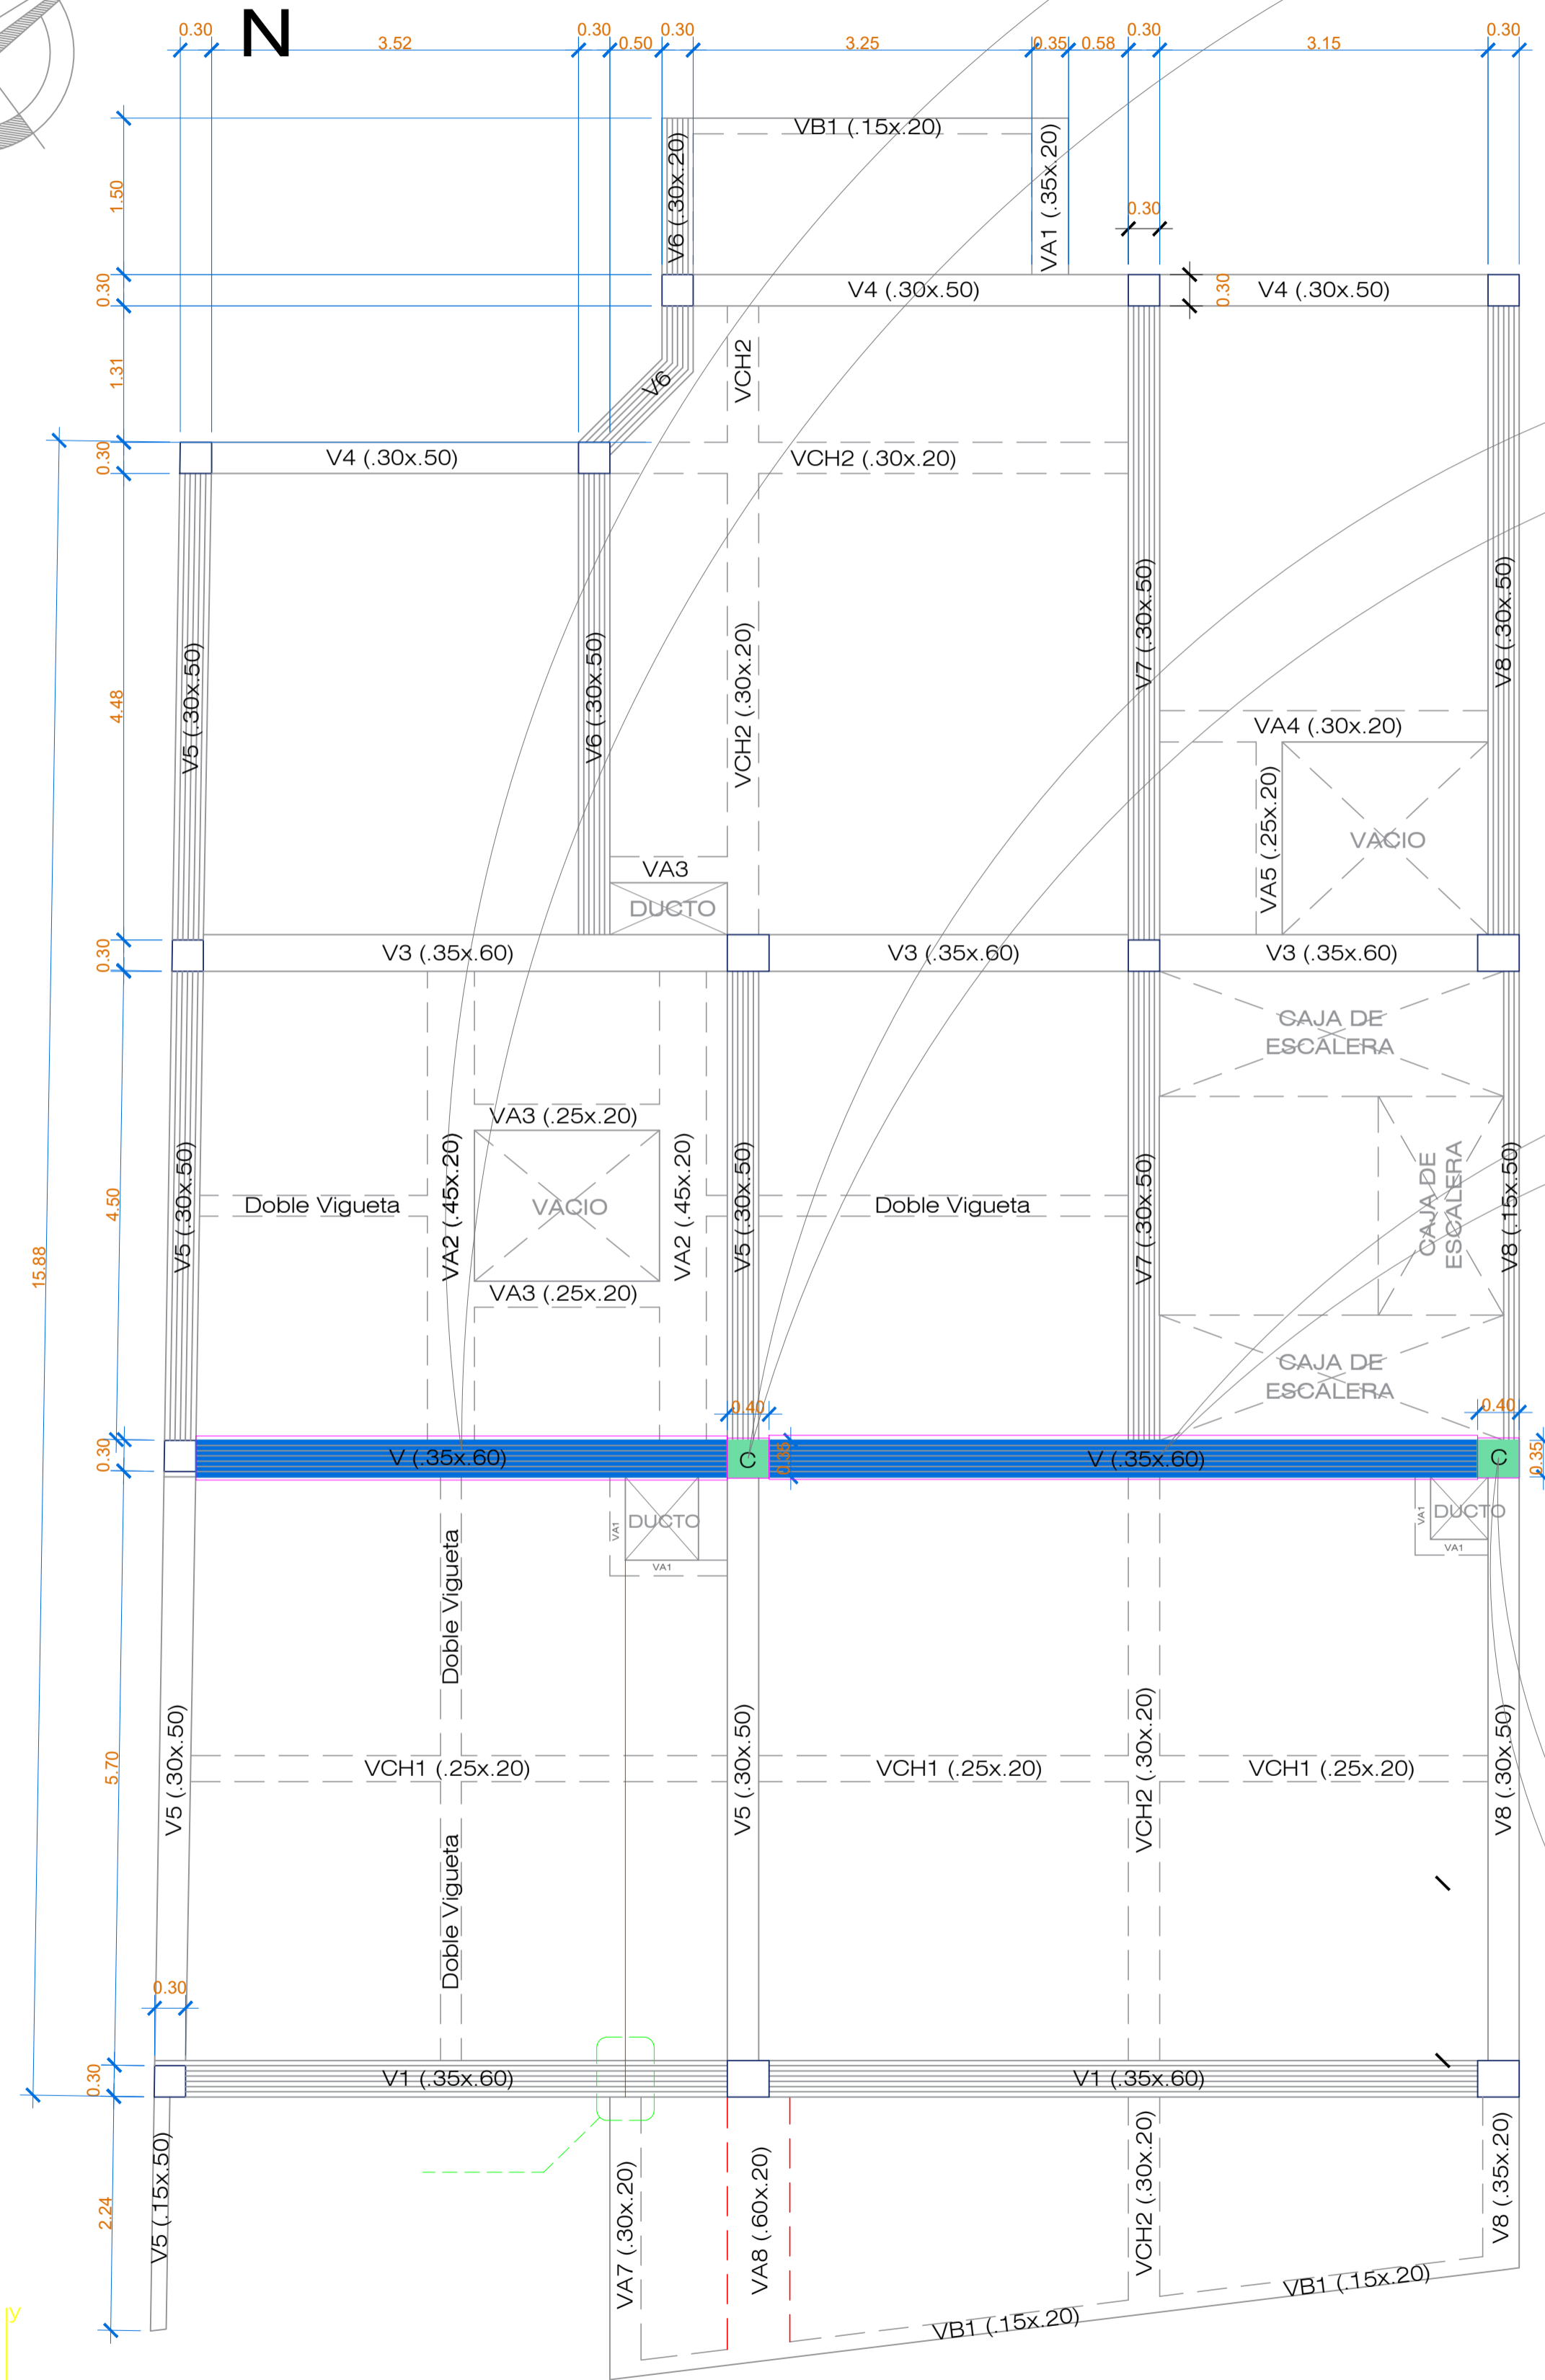 N
0.30
3.52
0.30
0.50
0.30
3.25
0.35
0.58
0.30
3.15
0.30
VB1 (.15x.20)
V6 (.30x.20)
VA1 (.35x.20)
1.50
0.30
0.30
V4 (.30x.50)
0.30
V4 (.30x.50)
1.31
VCH2
V6
0.30
V4 (.30x.50)
VCH2 (.30x.20)
V5 (.30x.50)
V6 (.30x.50)
VCH2 (.30x.20)
V7 (.30x.50)
V8 (.30x.50)
4.48
VA4 (.30x.20)
VA5 (.25x.20)
VACIO
VA3
DUCTO
0.30
V3 (.35x.60)
V3 (.35x.60)
V3 (.35x.60)
CAJA DE
ESCALERA
VA3 (.25x.20)
V5 (.30x.50)
Doble Vigueta
VA2 (.45x.20)
VACIO
VA2 (.45x.20)
V5 (.30x.50)
Doble Vigueta
V7 (.30x.50)
CAJA DE
ESCALERA
V8 (.15x.50)
4.50
15.88
VA3 (.25x.20)
CAJA DE
ESCALERA
0.40
0.40
0.30
V (.35x.60)
C
0.35
V (.35x.60)
C
0.35
VA1
DUCTO
VA1
VA1
DUCTO
VA1
Doble Vigueta
V5 (.30x.50)
VCH1 (.25x.20)
V5 (.30x.50)
VCH1 (.25x.20)
VCH2 (.30x.20)
VCH1 (.25x.20)
V8 (.30x.50)
5.70
Doble Vigueta
0.30
0.30
V1 (.35x.60)
V1 (.35x.60)
V5 (.15x.50)
VA7 (.30x.20)
VA8 (.60x.20)
VCH2 (.30x.20)
V8 (.35x.20)
2.24
VB1 (.15x.20)
VB1 (.15x.20)
y